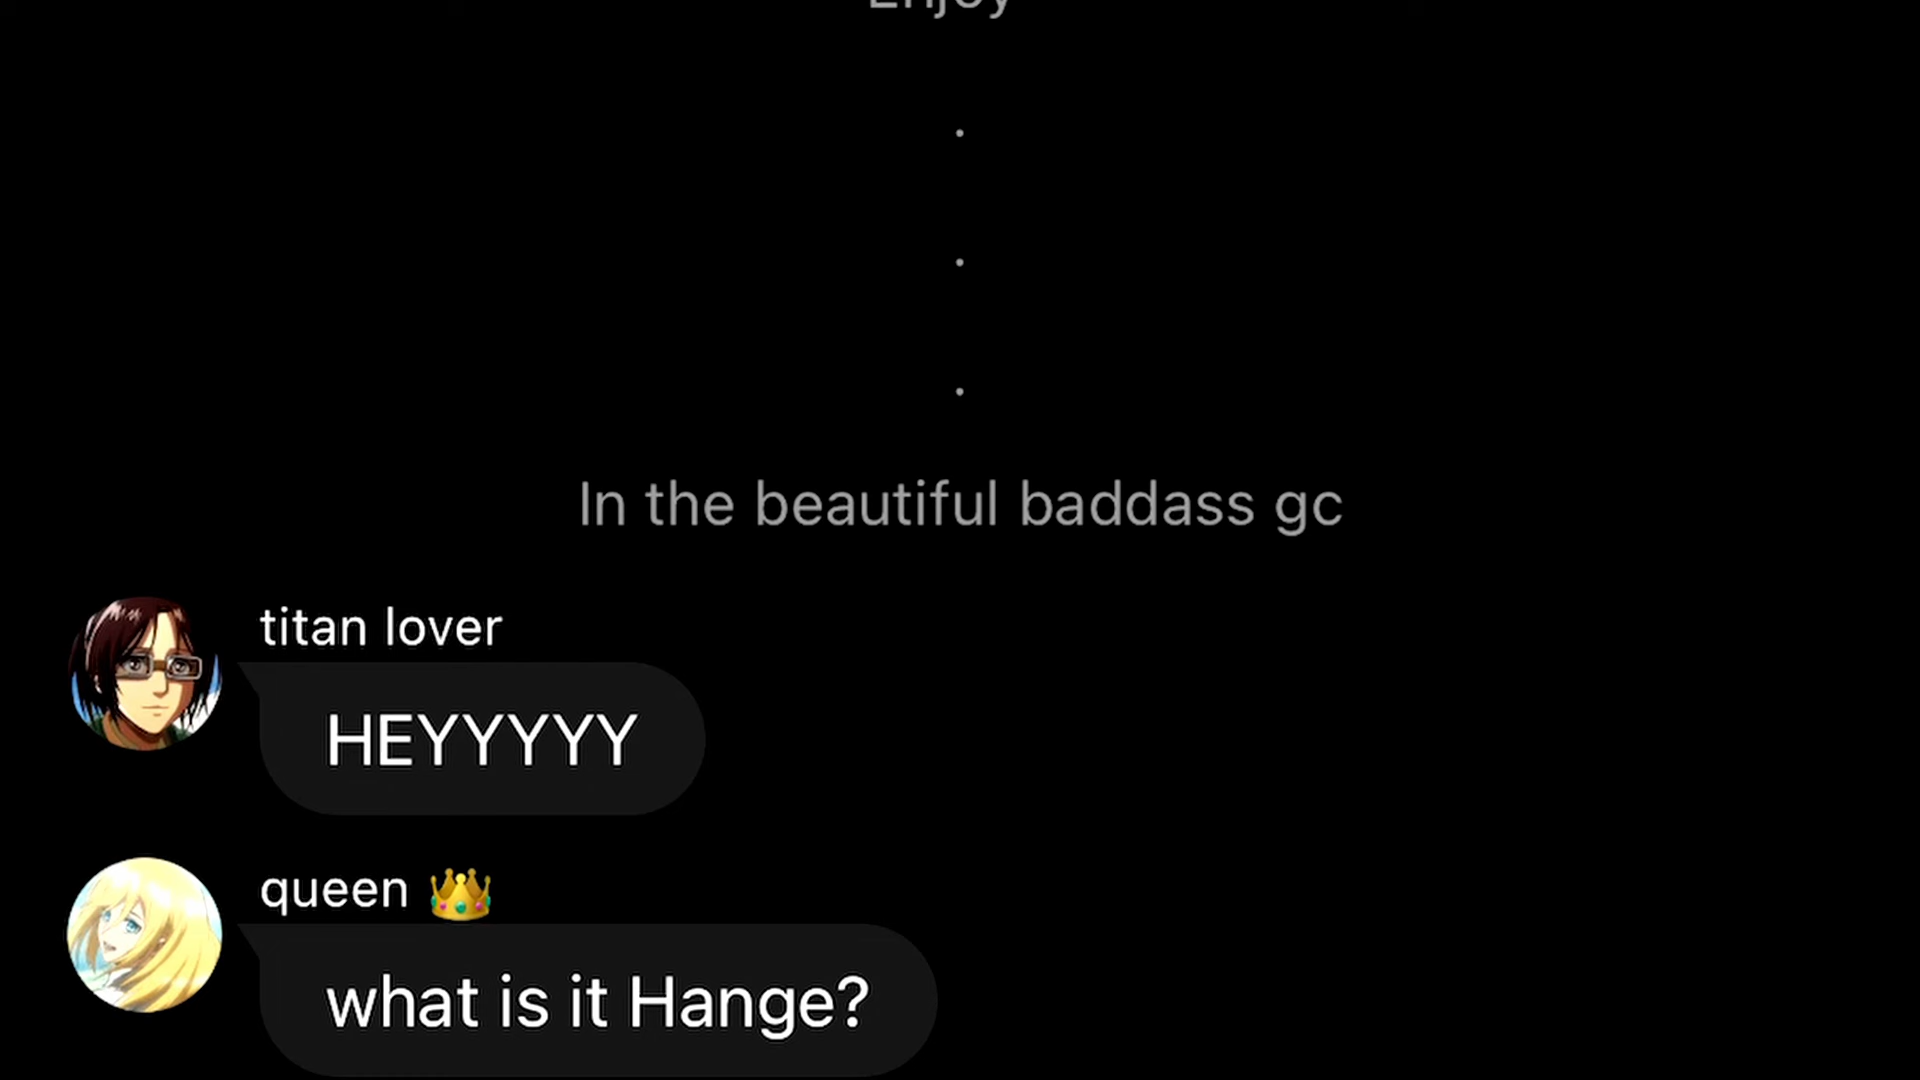 Enjoy
.
.
.
In the beautiful baddass gc
titan lover
HEYYYYY
queen 👑
what is it Hange?